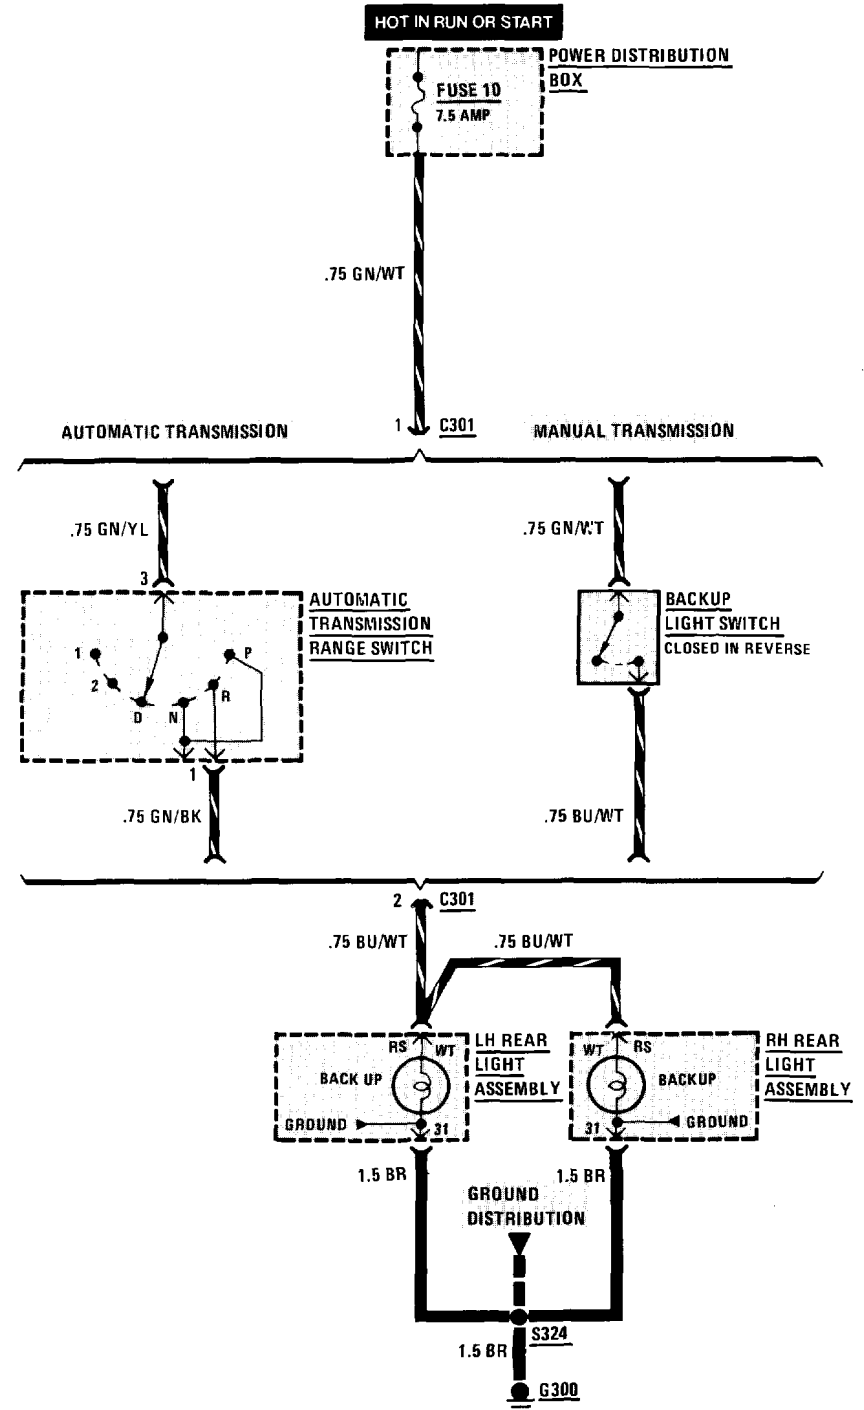 HOT IN RUN OR START
POWER DISTRIBUTION
BOX
FUSE 10
7.5 AMP
.75 GN/WT
1
C301
AUTOMATIC TRANSMISSION
MANUAL TRANSMISSION
.75 GN/YL
.75 GN/WT
3
AUTOMATIC
TRANSMISSION
RANGE SWITCH
BACKUP
LIGHT SWITCH
CLOSED IN REVERSE
1
2
D
N
R
P
1
.75 GN/BK
.75 BU/WT
2
C301
.75 BU/WT
.75 BU/WT
RS
WT
BACK UP
GROUND
31
LH REAR
LIGHT
ASSEMBLY
WT
RS
BACKUP
GROUND
31
RH REAR
LIGHT
ASSEMBLY
1.5 BR
1.5 BR
GROUND
DISTRIBUTION
S324
1.5 BR
G300